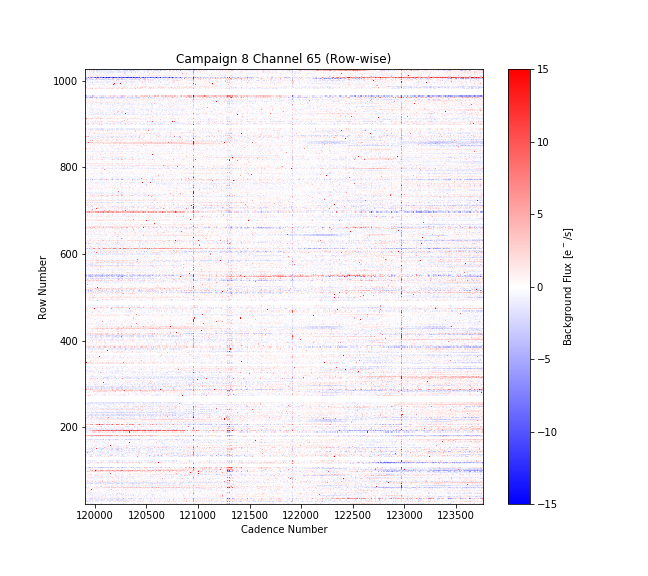 Campaign 8 Channel 65 (Row-wise)
1000
800
600
400
200
Row Number
120000 120500 121000 121500 122000 122500 123000 123500
Cadence Number
15
10
5
0
−5
−10
−15
Background Flux [e⁻/s]